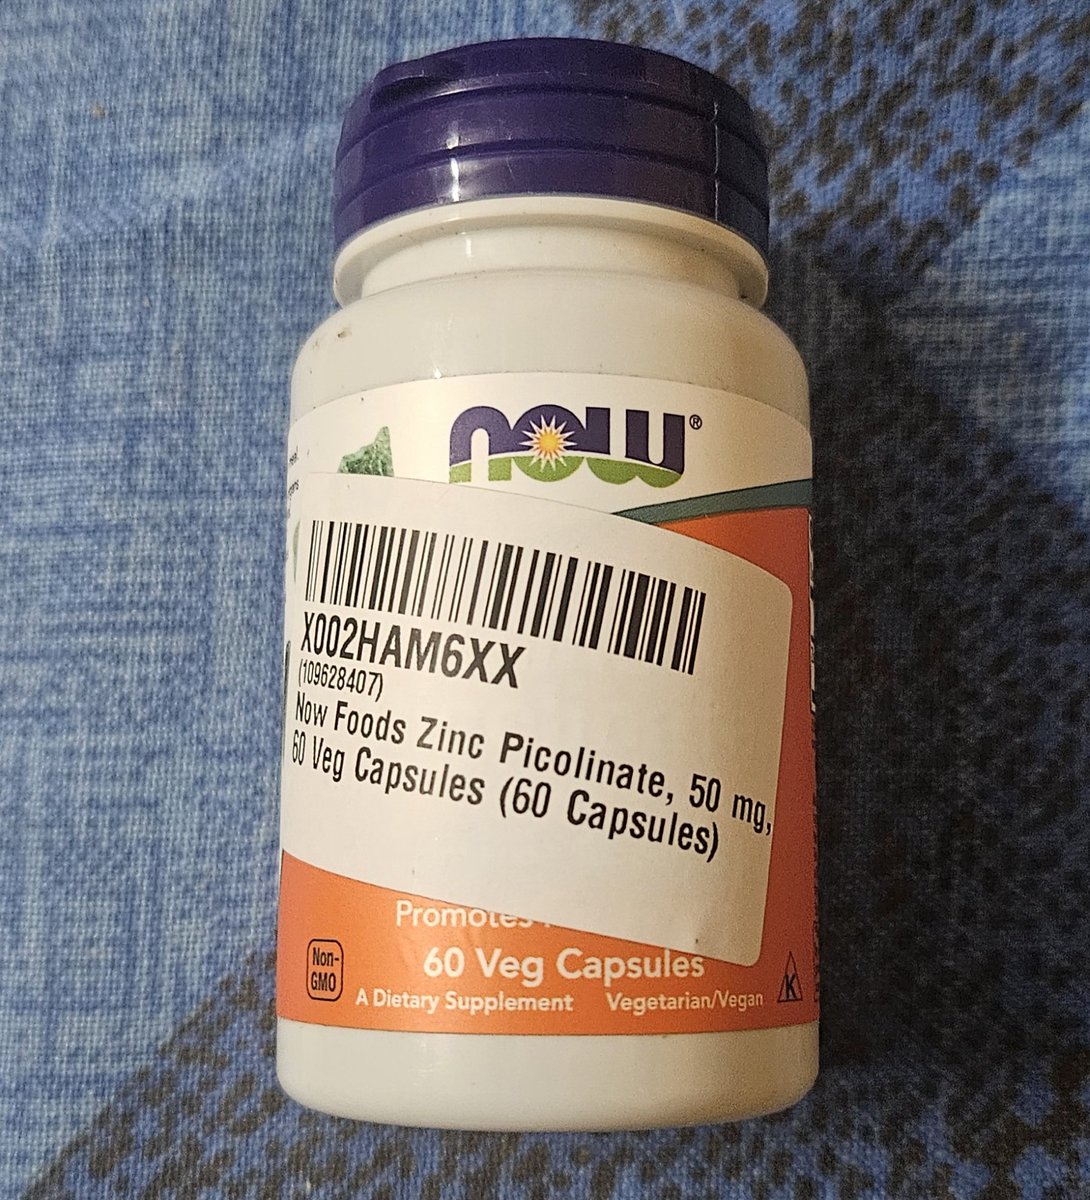 NOW®
X002HAM6XX
(109628407)
Now Foods Zinc Picolinate, 50 mg,
60 Veg Capsules (60 Capsules)
Promotes
60 Veg Capsules
Non-
GMO
A Dietary Supplement Vegetarian/Vegan
K